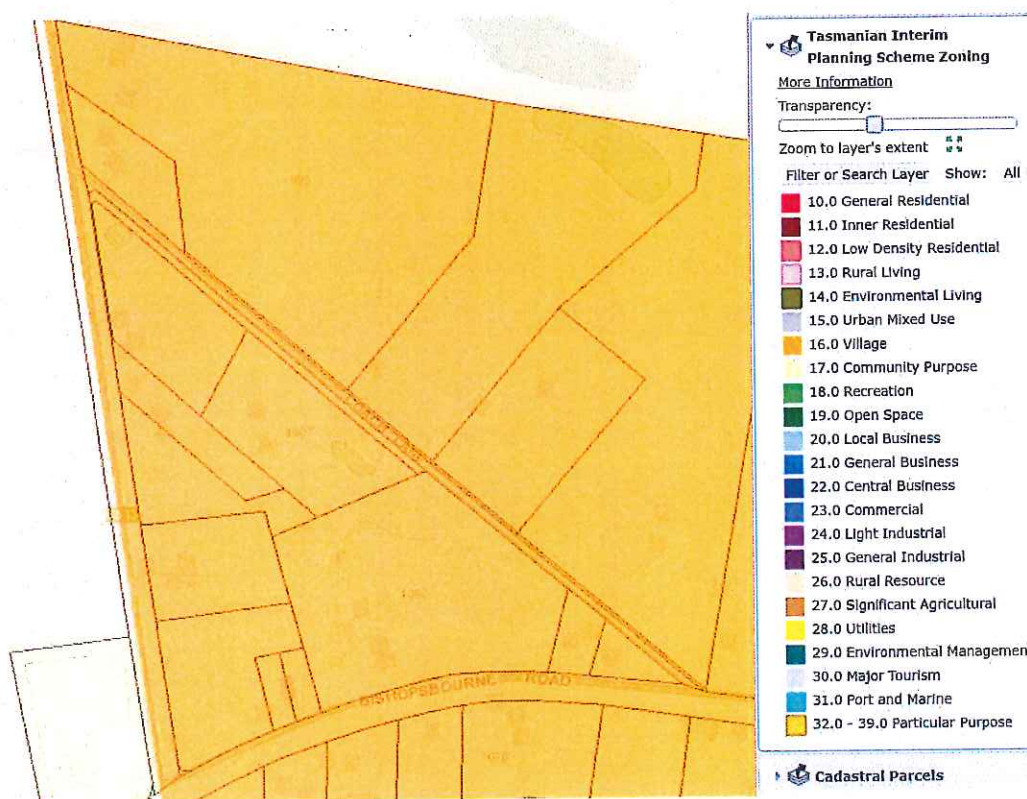 Tasmanian Interim
Planning Scheme Zoning
More Information
Transparency:
Zoom to layer's extent
Filter or Search Layer Show: All
10.0 General Residential
11.0 Inner Residential
12.0 Low Density Residential
13.0 Rural Living
14.0 Environmental Living
15.0 Urban Mixed Use
16.0 Village
17.0 Community Purpose
18.0 Recreation
19.0 Open Space
20.0 Local Business
21.0 General Business
22.0 Central Business
23.0 Commercial
24.0 Light Industrial
25.0 General Industrial
26.0 Rural Resource
27.0 Significant Agricultural
28.0 Utilities
29.0 Environmental Managemen
30.0 Major Tourism
31.0 Port and Marine
32.0 - 39.0 Particular Purpose
Cadastral Parcels
BISHOPSBOURNE ROAD